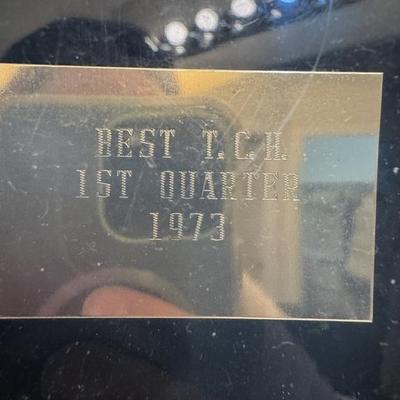 BEST T.C.H.
1ST QUARTER
1973